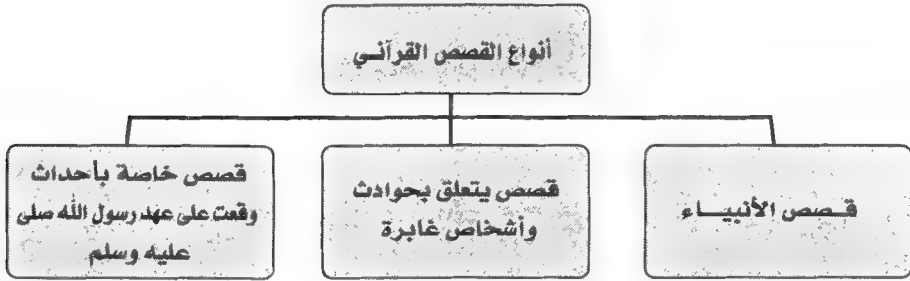 أنواع القصص القرآني
قصص الأنبياء
قصص يتعلق بحوادث
وأشخاص غابرة
قصص خاصة بأحداث
وقعت على عهد رسول الله صلى
عليه وسلم